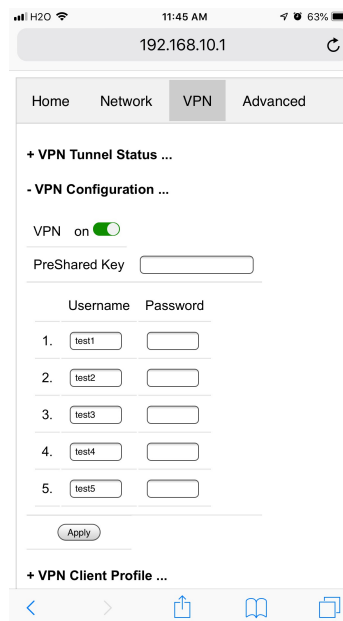 H2O 11:45 AM 63%
192.168.10.1
Home Network VPN Advanced
+ VPN Tunnel Status ...
- VPN Configuration ...
VPN on
PreShared Key
Username Password
1. test1
2. test2
3. test3
4. test4
5. test5
Apply
+ VPN Client Profile ...